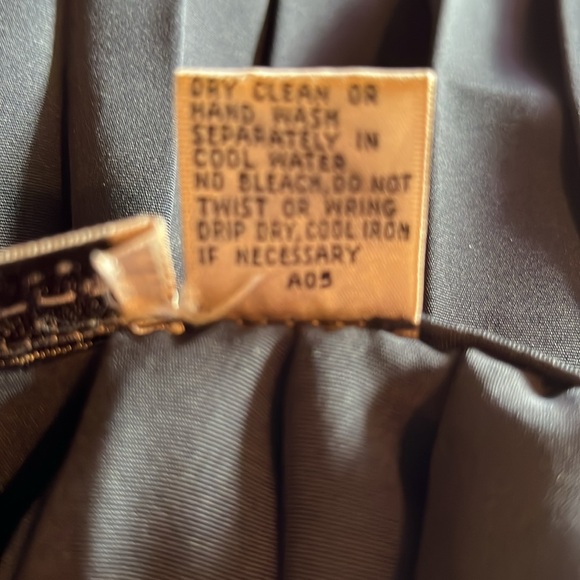 DRY CLEAN OR
HAND WASH
SEPARATELY IN
COOL WATER
NO BLEACH, DO NOT
TWIST OR WRING
DRIP DRY, COOL IRON
IF NECESSARY
A05